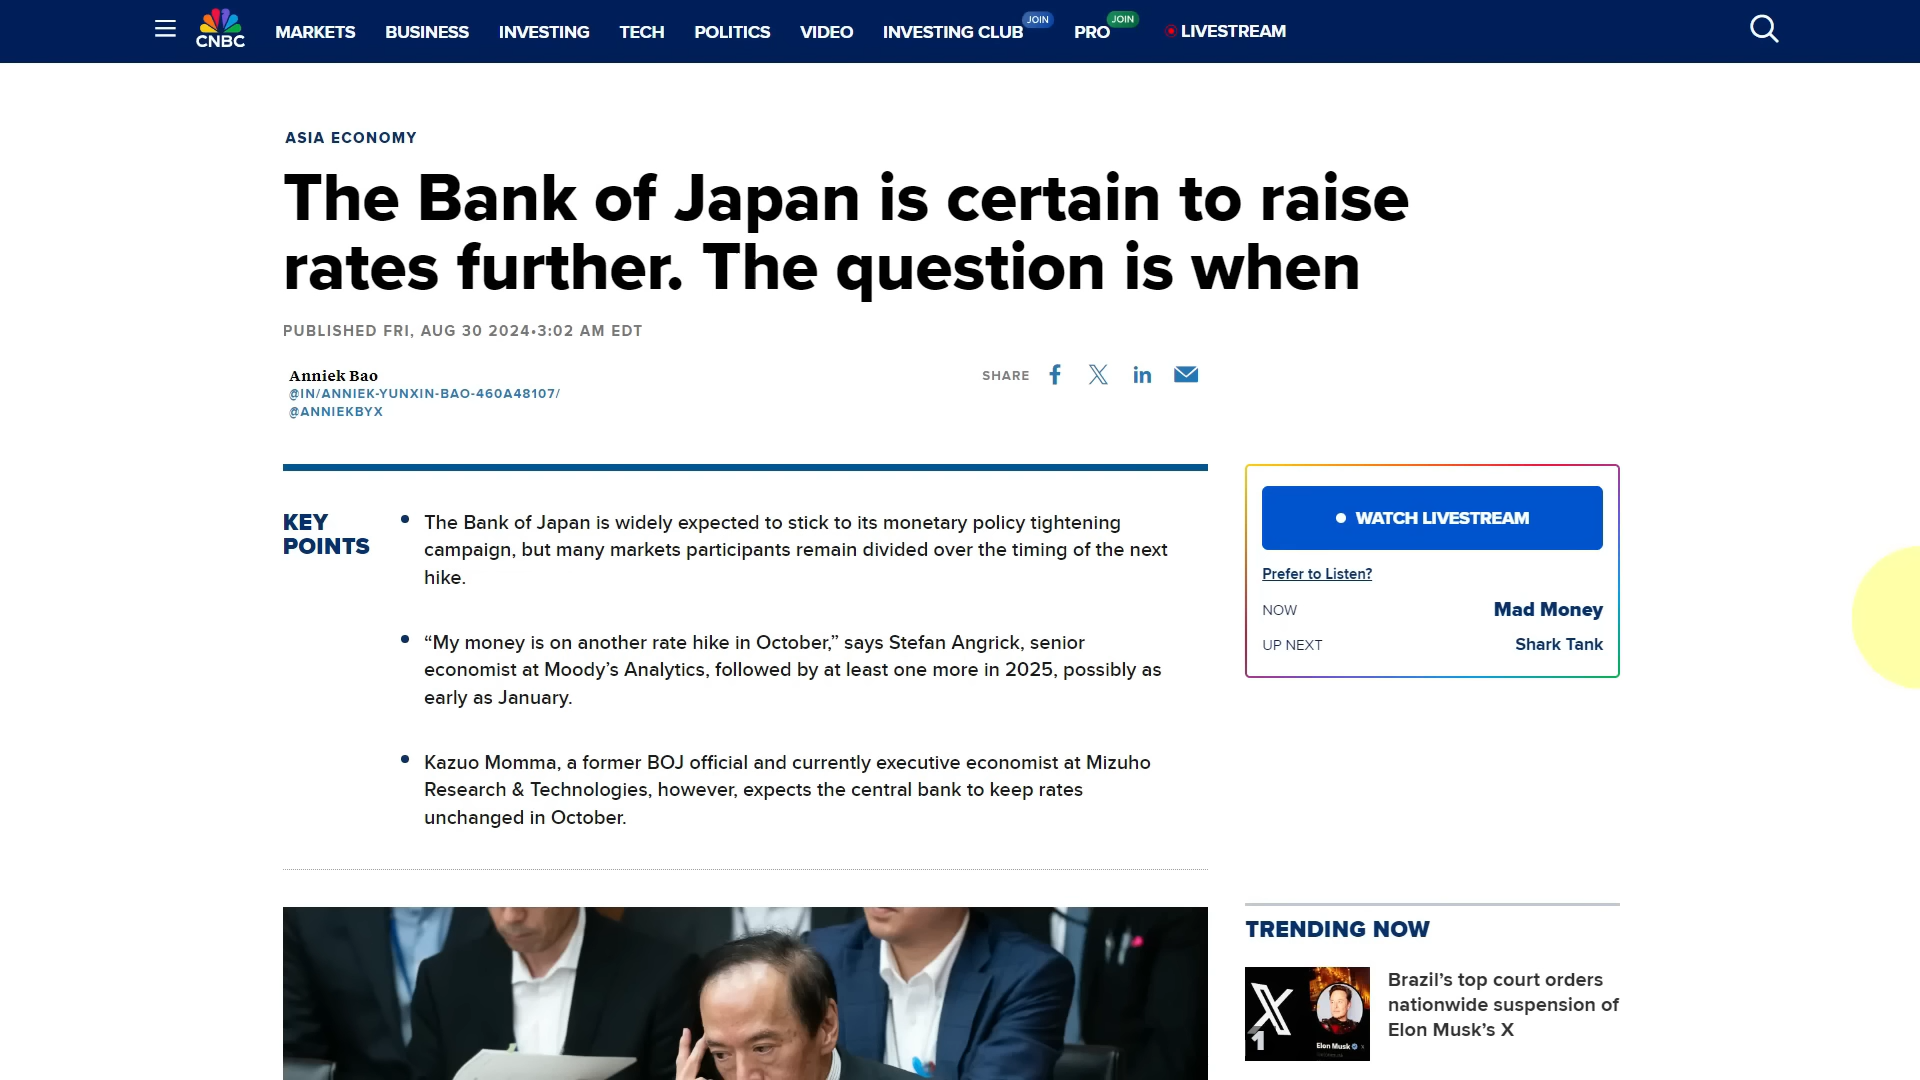 CNBC
MARKETS
BUSINESS
INVESTING
TECH
POLITICS
VIDEO
INVESTING CLUB
JOIN
PRO
JOIN
LIVESTREAM
ASIA ECONOMY
The Bank of Japan is certain to raise
rates further. The question is when
PUBLISHED FRI, AUG 30 2024•3:02 AM EDT
Anniek Bao
@IN/ANNIEK-YUNXIN-BAO-460A48107/
@ANNIEKBYX
SHARE
KEY
POINTS
The Bank of Japan is widely expected to stick to its monetary policy tightening
campaign, but many markets participants remain divided over the timing of the next
hike.
“My money is on another rate hike in October,” says Stefan Angrick, senior
economist at Moody’s Analytics, followed by at least one more in 2025, possibly as
early as January.
Kazuo Momma, a former BOJ official and currently executive economist at Mizuho
Research & Technologies, however, expects the central bank to keep rates
unchanged in October.
WATCH LIVESTREAM
Prefer to Listen?
NOW
Mad Money
UP NEXT
Shark Tank
TRENDING NOW
1
Elon Musk
Brazil’s top court orders
nationwide suspension of
Elon Musk’s X